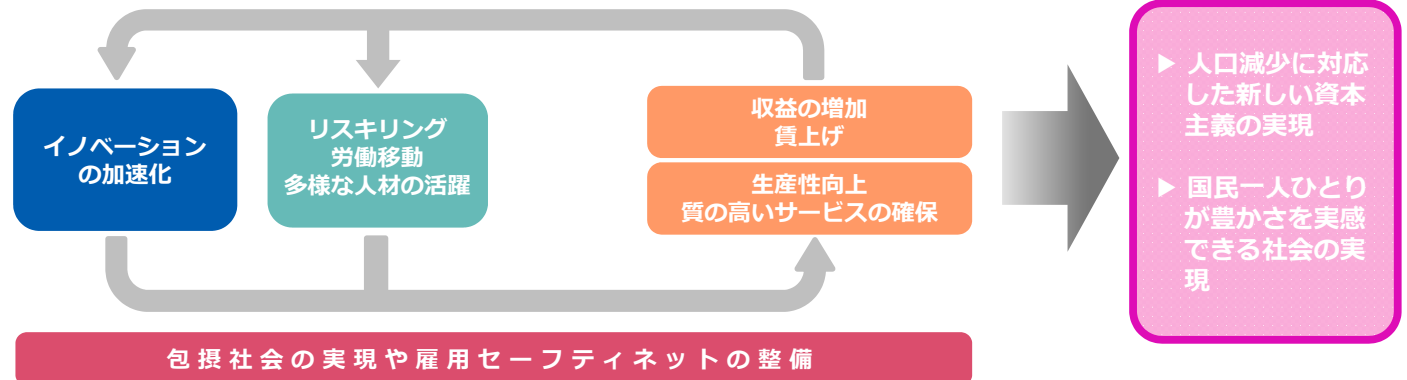 イノベーション
の加速化
リスキリング
労働移動
多様な人材の活躍
収益の増加
賃上げ
生産性向上
質の高いサービスの確保
包摂社会の実現や雇用セーフティネットの整備
▶ 人口減少に対応
した新しい資本
主義の実現
▶ 国民一人ひとり
が豊かさを実感
できる社会の実
現